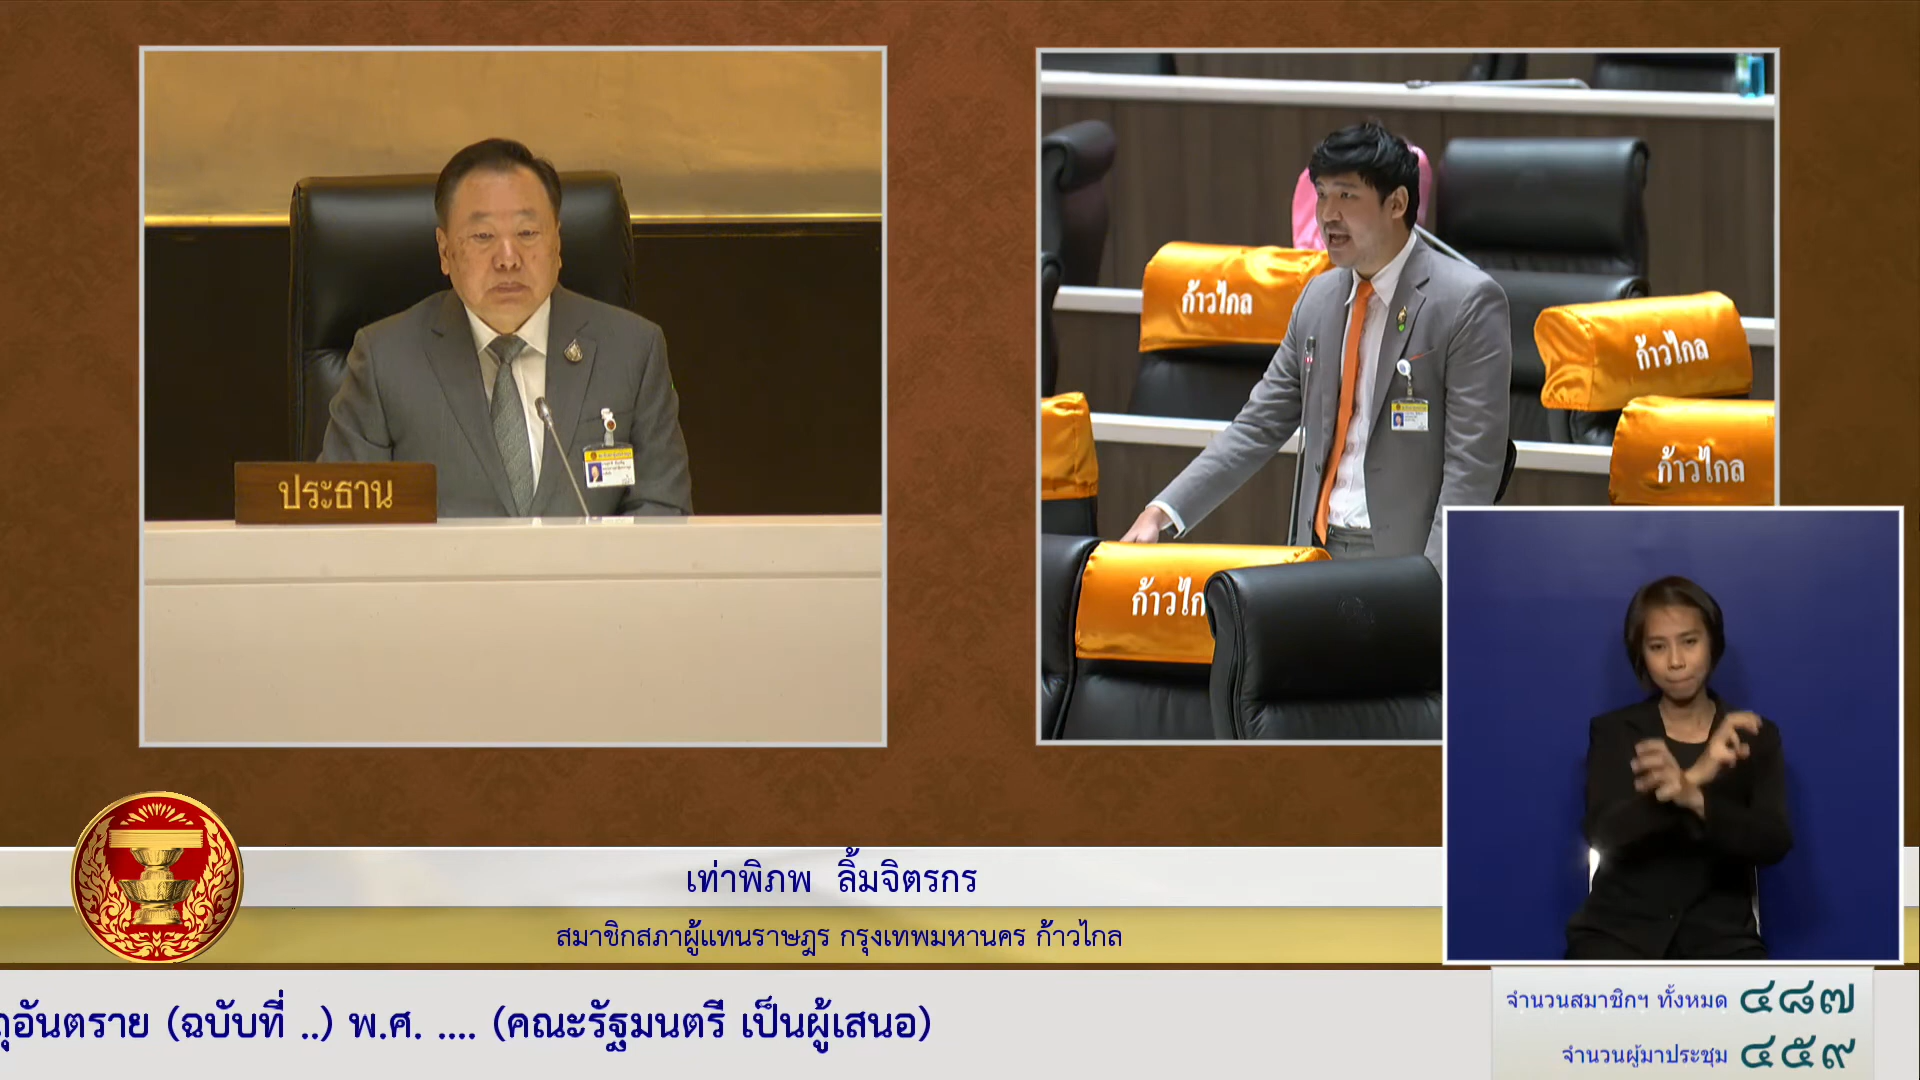 ประธาน
ก้าวไกล
ก้าวไกล
ก้าวไกล
ก้าวไก
เท่าพิภพ ลิ้มจิตรกร
สมาชิกสภาผู้แทนราษฎร กรุงเทพมหานคร ก้าวไกล
ถุอันตราย (ฉบับที่ ..) พ.ศ. .... (คณะรัฐมนตรี เป็นผู้เสนอ)
จำนวนสมาชิกฯ ทั้งหมด ๔๘๗
จำนวนผู้มาประชุม ๔๕๙